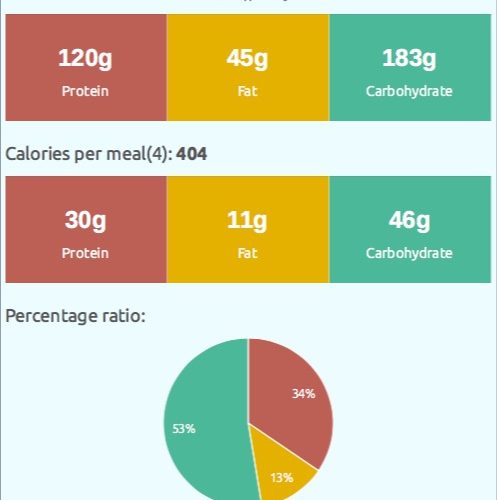 120g 45g 183g
Protein Fat Carbohydrate
Calories per meal(4): 404
30g 11g 46g
Protein Fat Carbohydrate
Percentage ratio:
34%
53%
13%